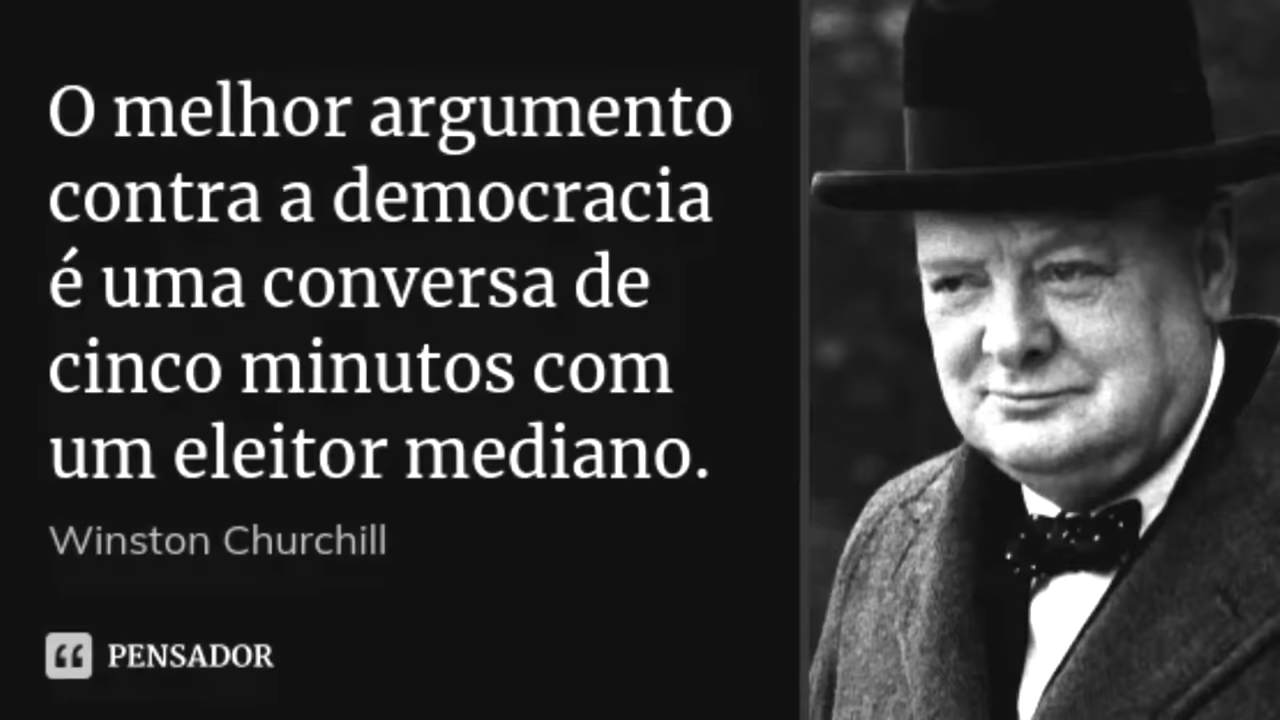 O melhor argumento
contra a democracia
é uma conversa de
cinco minutos com
um eleitor mediano.
Winston Churchill
PENSADOR